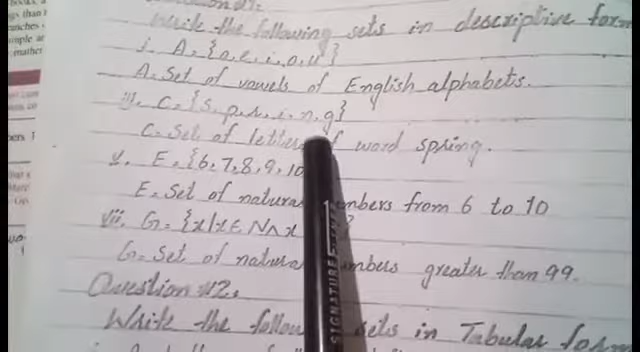 Write the following sets in descriptive form
i. A = {a, e, i, o, u}
A = Set of vowels of English alphabets.
iii. C = {s, p, r, i, n, g}
C = Set of letters of word spring.
v. E = {6, 7, 8, 9, 10
E = Set of natural numbers from 6 to 10
vii. G = {x|x ∈ N ∧ x }
G = Set of natural numbers greater than 99.
Question #2.
Write the follow sets in Tabular form
SIGNATURE